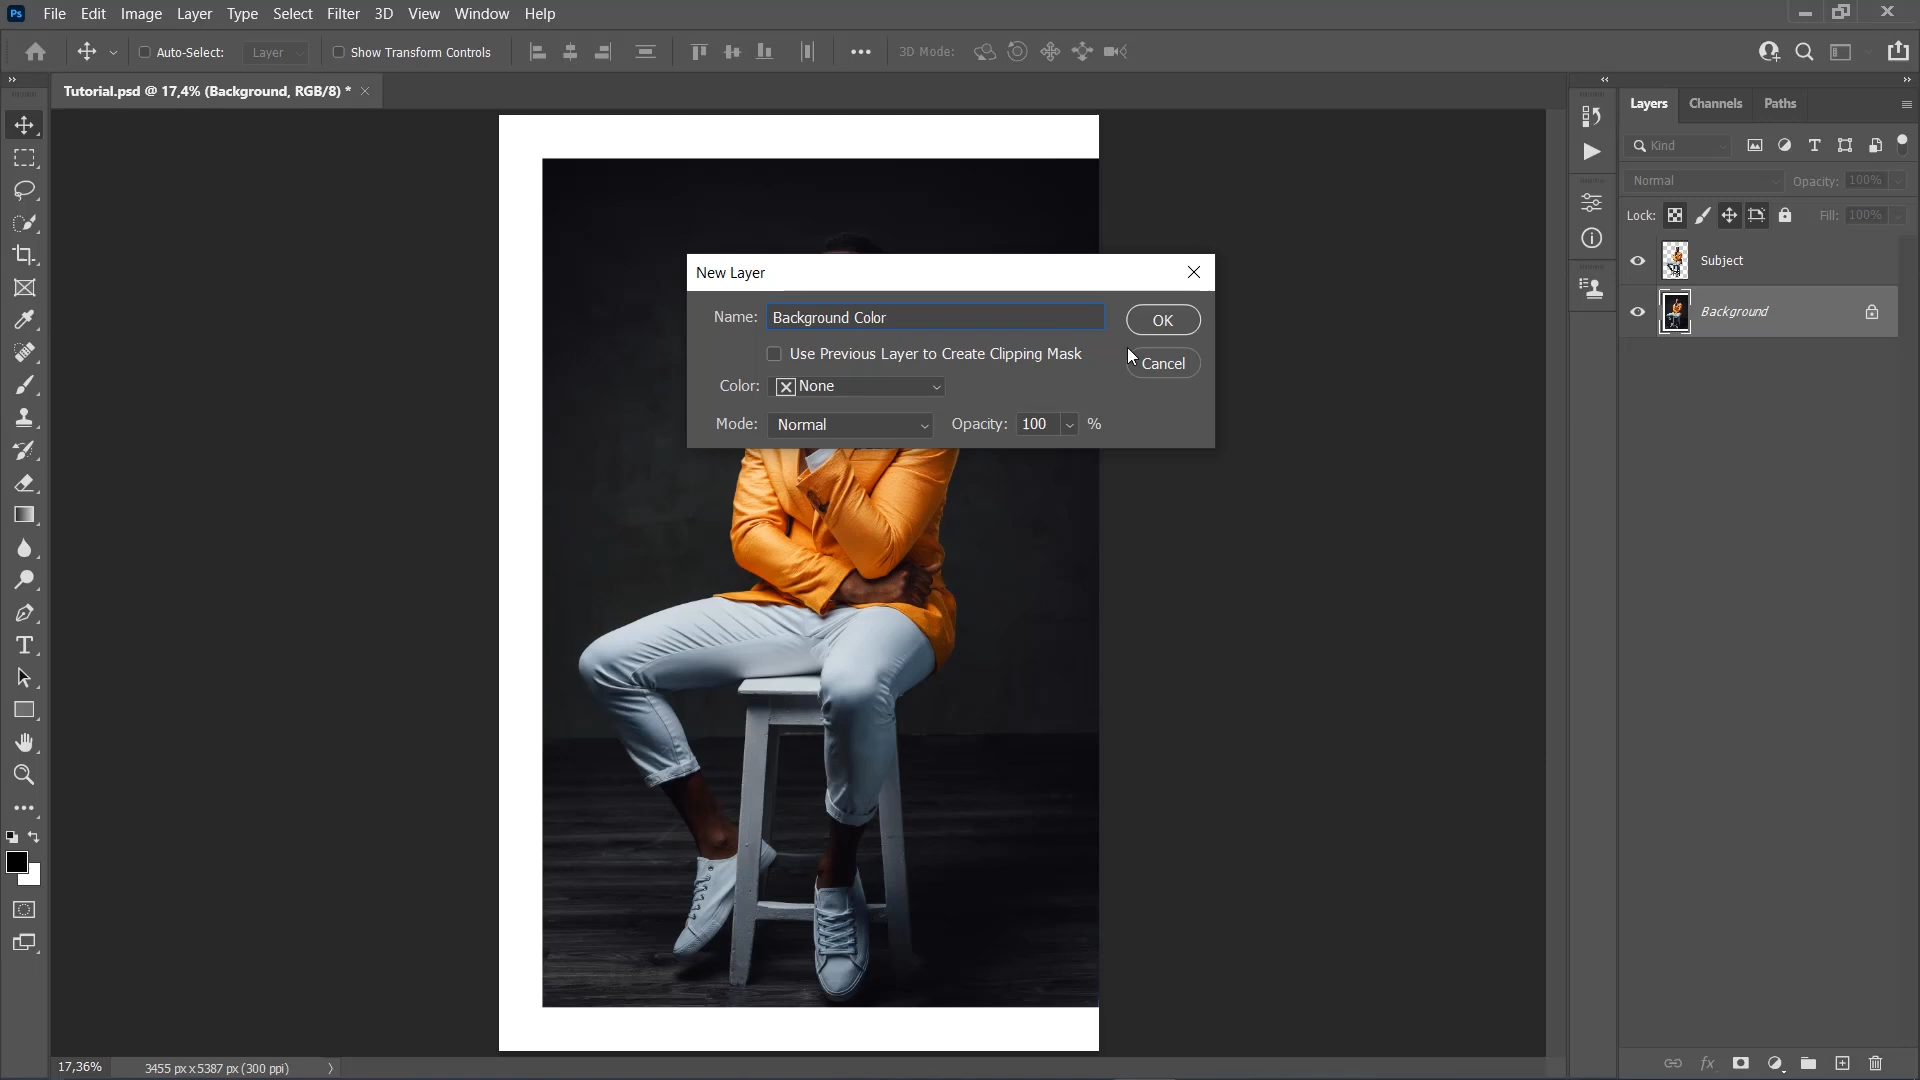 Ps File Edit Image Layer Type Select Filter 3D View Window Help
Auto-Select: Layer Show Transform Controls 3D Mode:
Tutorial.psd @ 17,4% (Background, RGB/8) *
Layers Channels Paths
Kind
Normal Opacity: 100%
Lock: Fill: 100%
Subject
Background
New Layer
Name: Background Color OK
Use Previous Layer to Create Clipping Mask Cancel
Color: None
Mode: Normal Opacity: 100 %
17,36% 3455 px x 5387 px (300 ppi)